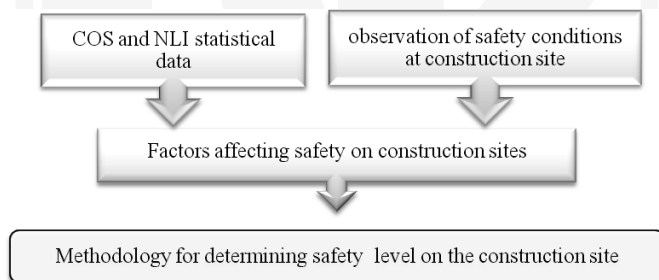 COS and NLI statistical
data
observation of safety conditions
at construction site
Factors affecting safety on construction sites
Methodology for determining safety level on the construction site